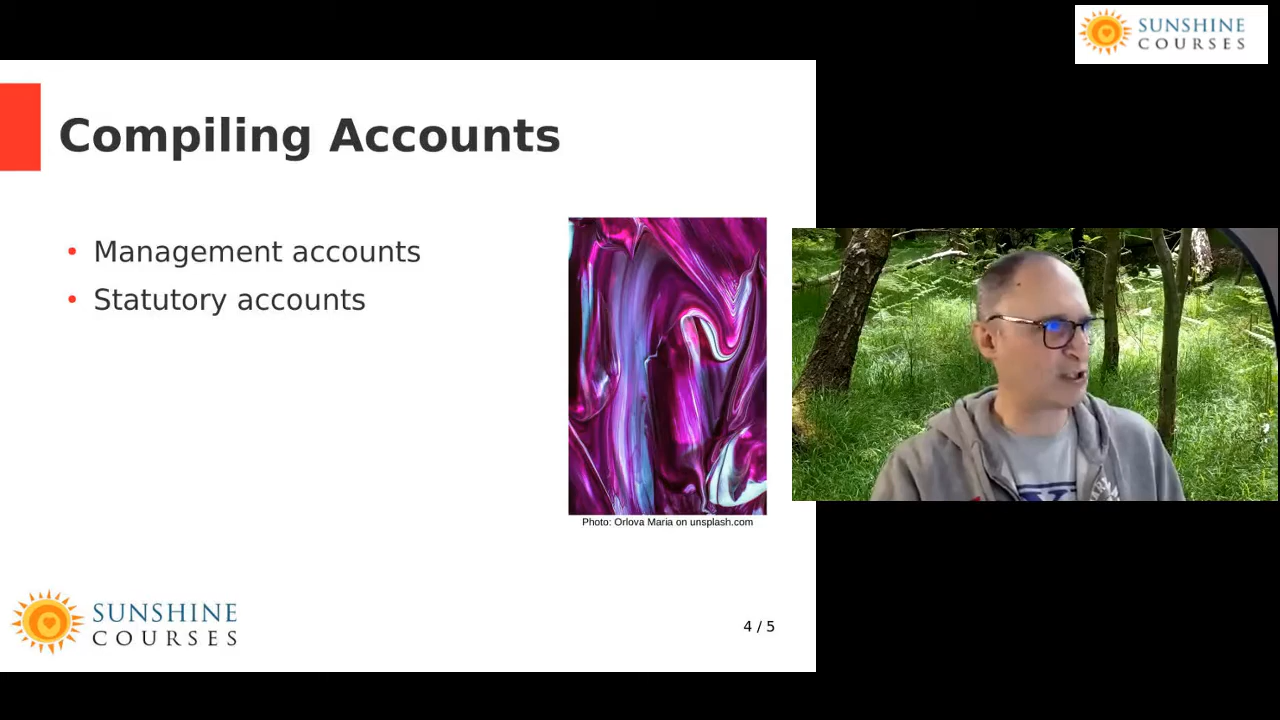 SUNSHINE
COURSES
Compiling Accounts
Management accounts
Statutory accounts
Photo: Orlova Maria on unsplash.com
SUNSHINE
COURSES
4 / 5